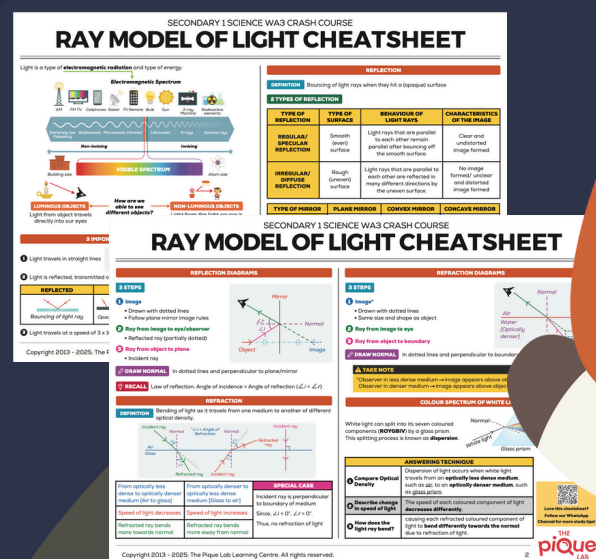 SECONDARY 1 SCIENCE WA3 CRASH COURSE
RAY MODEL OF LIGHT CHEATSHEET
Light is a type of electromagnetic radiation and type of energy.
Electromagnetic Spectrum
AM FM TV Cellphones Radar TV Remote Bulb Sun X-ray Machine Radioactive elements
Extremely low frequency Radiowaves Microwaves Infrared Ultraviolet X-rays Gamma-rays
Non-ionising Ionising
VISIBLE SPECTRUM
Building size Atom size
How are we able to see different objects?
LUMINOUS OBJECTS
Light from object travels directly into our eyes
NON-LUMINOUS OBJECTS
3 IMPOR
1 Light travels in straight lines
2 Light is reflected, transmitted o
REFLECTED
Bouncing of light ray
3 Light travels at a speed of 3 x
Copyright 2013 - 2025: The P
REFLECTION
DEFINITION Bouncing of light rays when they hit a (opaque) surface
2 TYPES OF REFLECTION
TYPE OF REFLECTION TYPE OF SURFACE BEHAVIOUR OF LIGHT RAYS CHARACTERISTICS OF THE IMAGE
REGULAR/ SPECULAR REFLECTION Smooth (even) surface Light rays that are parallel to each other remain parallel after bouncing off the smooth surface. Clear and undistorted image formed
IRREGULAR/ DIFFUSE REFLECTION Rough (uneven) surface Light rays that are parallel to each other are reflected in many different directions by the uneven surface. No image formed/ unclear and distorted image formed
TYPE OF MIRROR PLANE MIRROR CONVEX MIRROR CONCAVE MIRROR
SECONDARY 1 SCIENCE WA3 CRASH COURSE
RAY MODEL OF LIGHT CHEATSHEET
REFLECTION DIAGRAMS
3 STEPS
1 Image
• Drawn with dotted lines
• Follow plane mirror image rules
2 Ray from image to eye/observer
• Reflected ray (partially dotted)
3 Ray from object to plane
• Incident ray
Mirror
Normal
∠r
∠i
Object
Image
DRAW NORMAL In dotted lines and perpendicular to plane/mirror
RECALL Law of reflection: Angle of incidence = Angle of reflection (∠i = ∠r)
REFRACTION
DEFINITION Bending of light as it travels from one medium to another of different optical density.
Incident ray Normal
"∠r = Angle of Refraction"
Normal
Incident ray
Air
Glass
Refracted ray
Refracted ray Incident ray
From optically less dense to optically denser medium [Air to glass]
From optically denser to optically less dense medium [Glass to air]
SPECIAL CASE
Speed of light decreases
Speed of light increases
Refracted ray bends more towards normal
Refracted ray bends more away from normal
Incident ray is perpendicular to boundary of medium
Since, ∠i = 0°, ∠r = 0°.
Thus, no refraction of light
REFRACTION DIAGRAMS
3 STEPS
1 Image*
• Drawn with dotted lines
• Same size and shape as object
2 Ray from image to eye
3 Ray from object to boundary
Normal
Air
Water
[Optically denser]
DRAW NORMAL In dotted lines and perpendicular to boundar
TAKE NOTE
*Observer in less dense medium → image appears above ob
Observer in denser medium → image appears above objec
COLOUR SPECTRUM OF WHITE LI
White light can split into its seven coloured components (ROYGBIV) by a glass prism. This splitting process is known as dispersion.
Normal
White light
Glass prism
ANSWERING TECHNIQUE
1 Compare Optical Density Dispersion of light occurs when white light travels from an optically less dense medium, such as air, to an optically denser medium, such as glass prism.
2 Describe change in speed of light The speed of each coloured component of light decreases differently.
3 How does the light ray bend? causing each refracted coloured component of light to bend differently towards the normal due to refraction of light.
Love this cheatsheet?
Follow our WhatsApp
Channel for more study tips!
THE
pique
LAB
Copyright 2013 - 2025: The Pique Lab Learning Centre. All rights reserved.
2